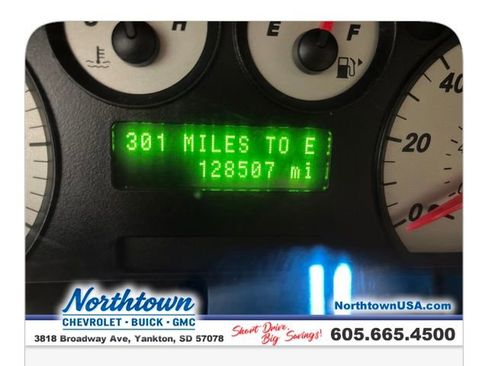 H
E
F
40
20
0
301 MILES TO E
128507 mi
Northtown
CHEVROLET • BUICK • GMC
3818 Broadway Ave, Yankton, SD 57078
Short Drive,
Big Savings!
NorthtownUSA.com
605.665.4500